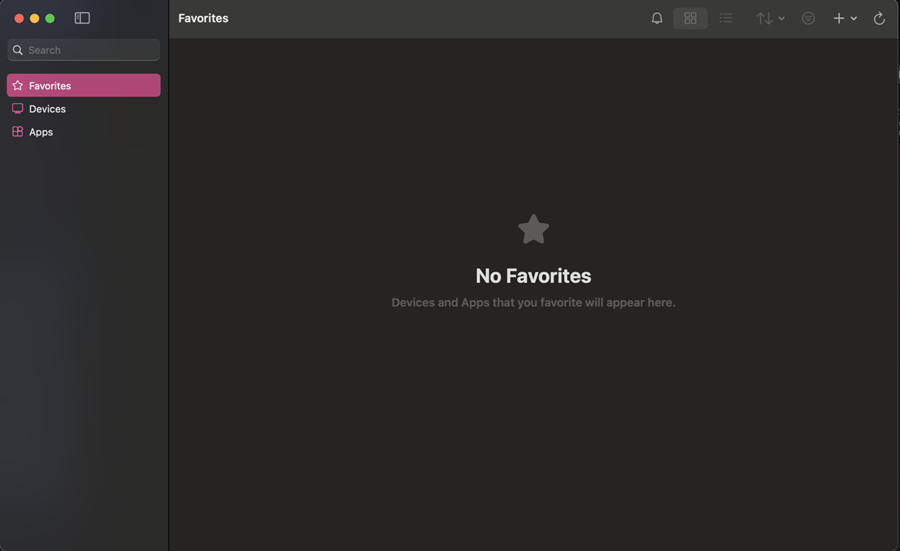 Favorites
Search
Favorites
Devices
Apps
No Favorites
Devices and Apps that you favorite will appear here.